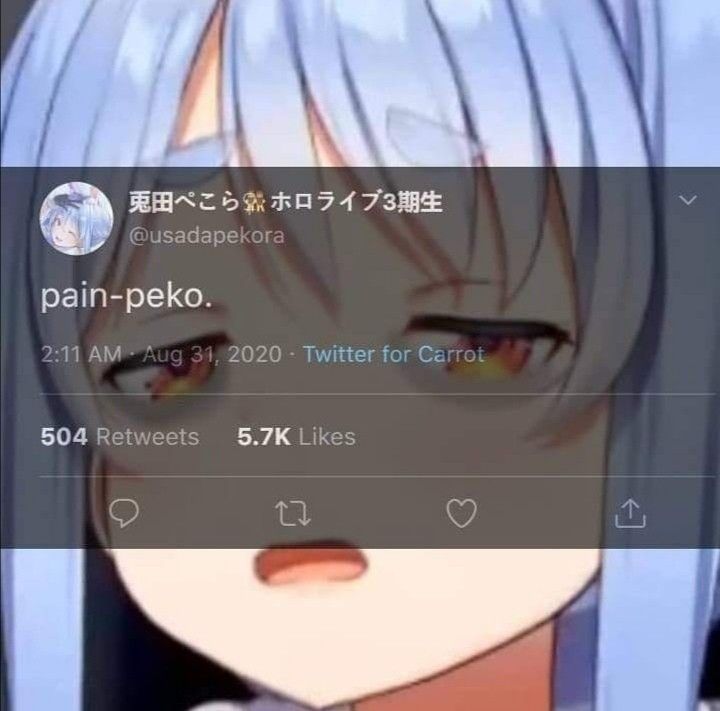 兎田ぺこら👯ホロライブ3期生
@usadapekora
pain-peko.
2:11 AM · Aug 31, 2020 · Twitter for Carrot
504 Retweets 5.7K Likes